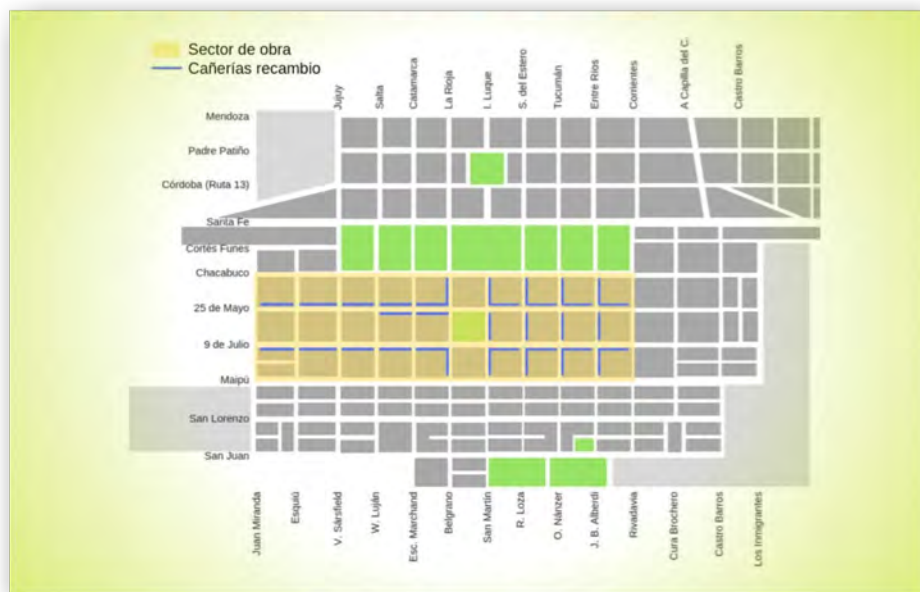 Sector de obra
Cañerías recambio
Jujuy
Salta
Catamarca
La Rioja
I. Luque
S. del Estero
Tucumán
Entre Ríos
Corrientes
A Capilla del C.
Castro Barros
Mendoza
Padre Patiño
Córdoba (Ruta 13)
Santa Fe
Cortés Funes
Chacabuco
25 de Mayo
9 de Julio
Maipú
San Lorenzo
San Juan
Juan Miranda
Esquiú
V. Sársfield
W. Luján
Esc. Marchand
Belgrano
San Martín
R. Loza
O. Nánzer
J. B. Alberdi
Rivadavia
Cura Brochero
Castro Barros
Los Inmigrantes